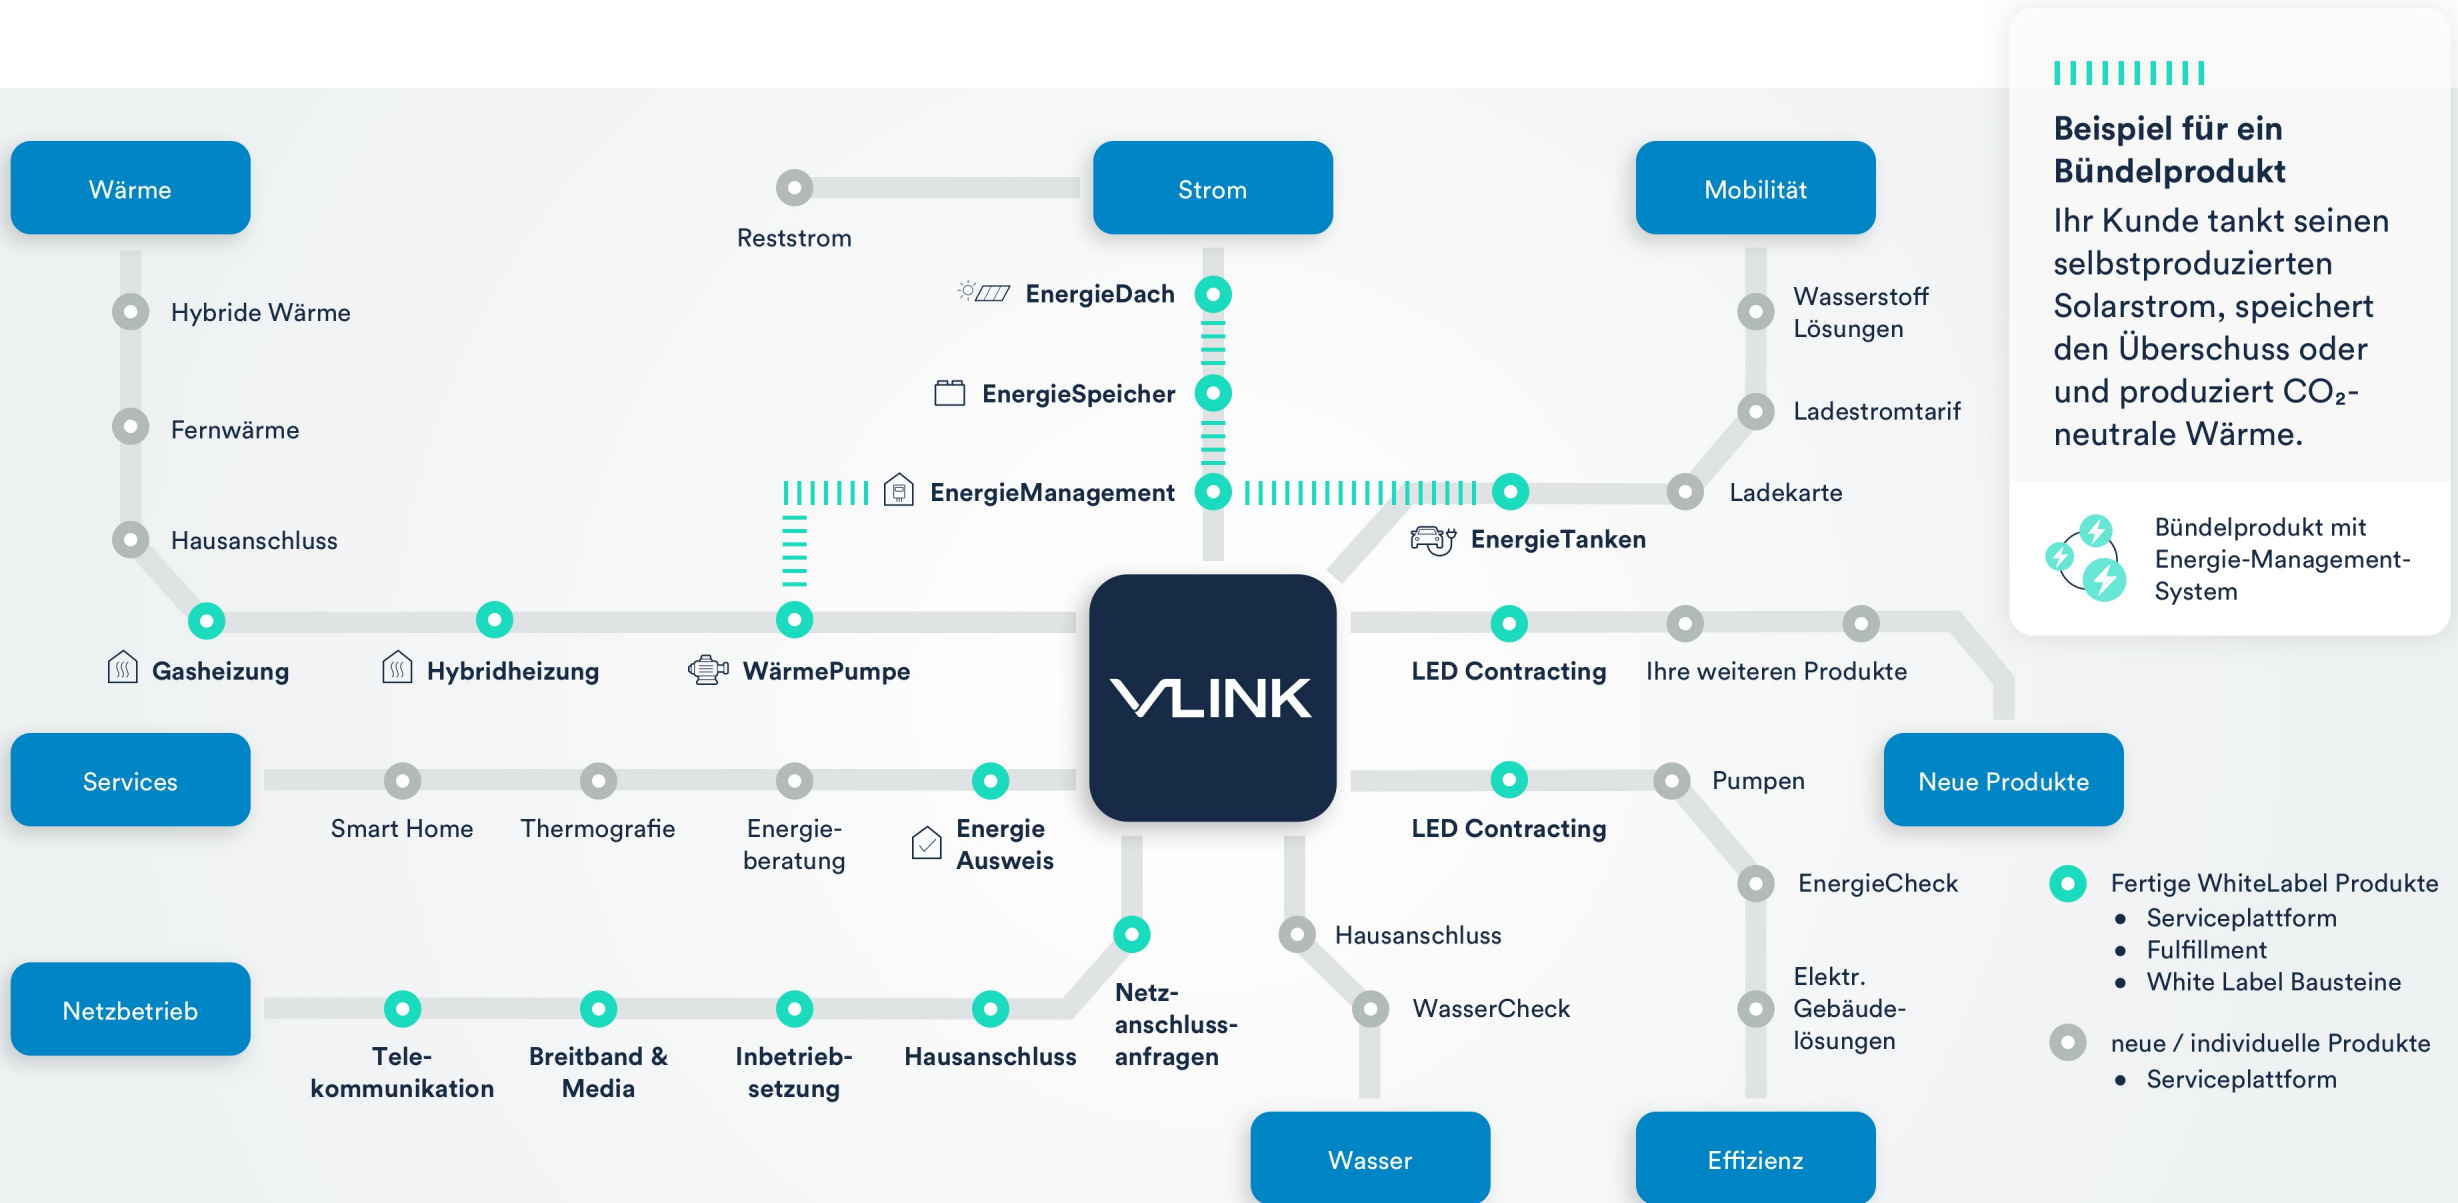 Wärme
Hybride Wärme
Fernwärme
Hausanschluss
Gasheizung
Hybridheizung
WärmePumpe
Strom
Reststrom
EnergieDach
EnergieSpeicher
EnergieManagement
Mobilität
Wasserstoff
Lösungen
Ladestromtarif
Ladekarte
EnergieTanken
Beispiel für ein
Bündelprodukt
Ihr Kunde tankt seinen
selbstproduzierten
Solarstrom, speichert
den Überschuss oder
und produziert CO₂-
neutrale Wärme.
Bündelprodukt mit
Energie-Management-
System
VLINK
LED Contracting
Ihre weiteren Produkte
Neue Produkte
Services
Smart Home
Thermografie
Energie-
beratung
Energie
Ausweis
LED Contracting
Pumpen
EnergieCheck
Elektr.
Gebäude-
lösungen
Effizienz
Netzbetrieb
Tele-
kommunikation
Breitband &
Media
Inbetrieb-
setzung
Hausanschluss
Netz-
anschluss-
anfragen
Hausanschluss
WasserCheck
Wasser
Fertige WhiteLabel Produkte
• Serviceplattform
• Fulfillment
• White Label Bausteine
neue / individuelle Produkte
• Serviceplattform